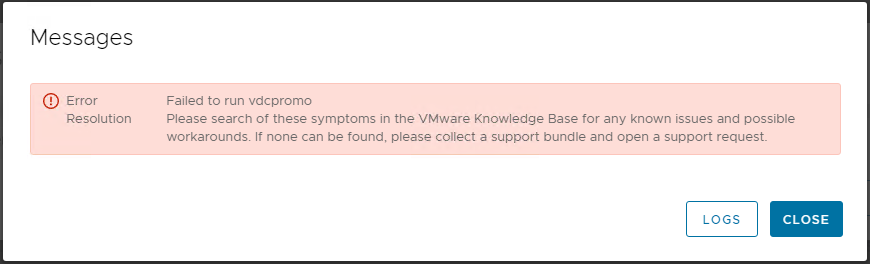 Messages
Error Failed to run vdcpromo
Resolution Please search of these symptoms in the VMware Knowledge Base for any known issues and possible
workarounds. If none can be found, please collect a support bundle and open a support request.
LOGS CLOSE